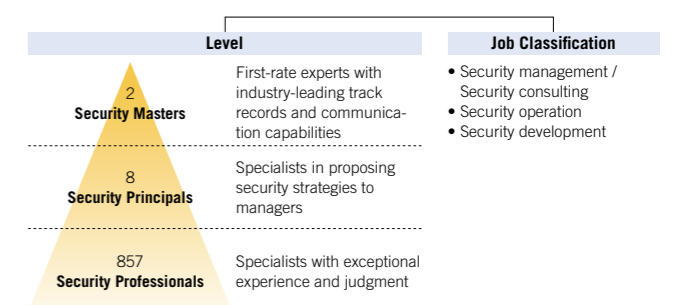 Level
2
Security Masters
First-rate experts with
industry-leading track
records and communica-
tion capabilities
8
Security Principals
Specialists in proposing
security strategies to
managers
857
Security Professionals
Specialists with exceptional
experience and judgment
Job Classification
• Security management /
Security consulting
• Security operation
• Security development